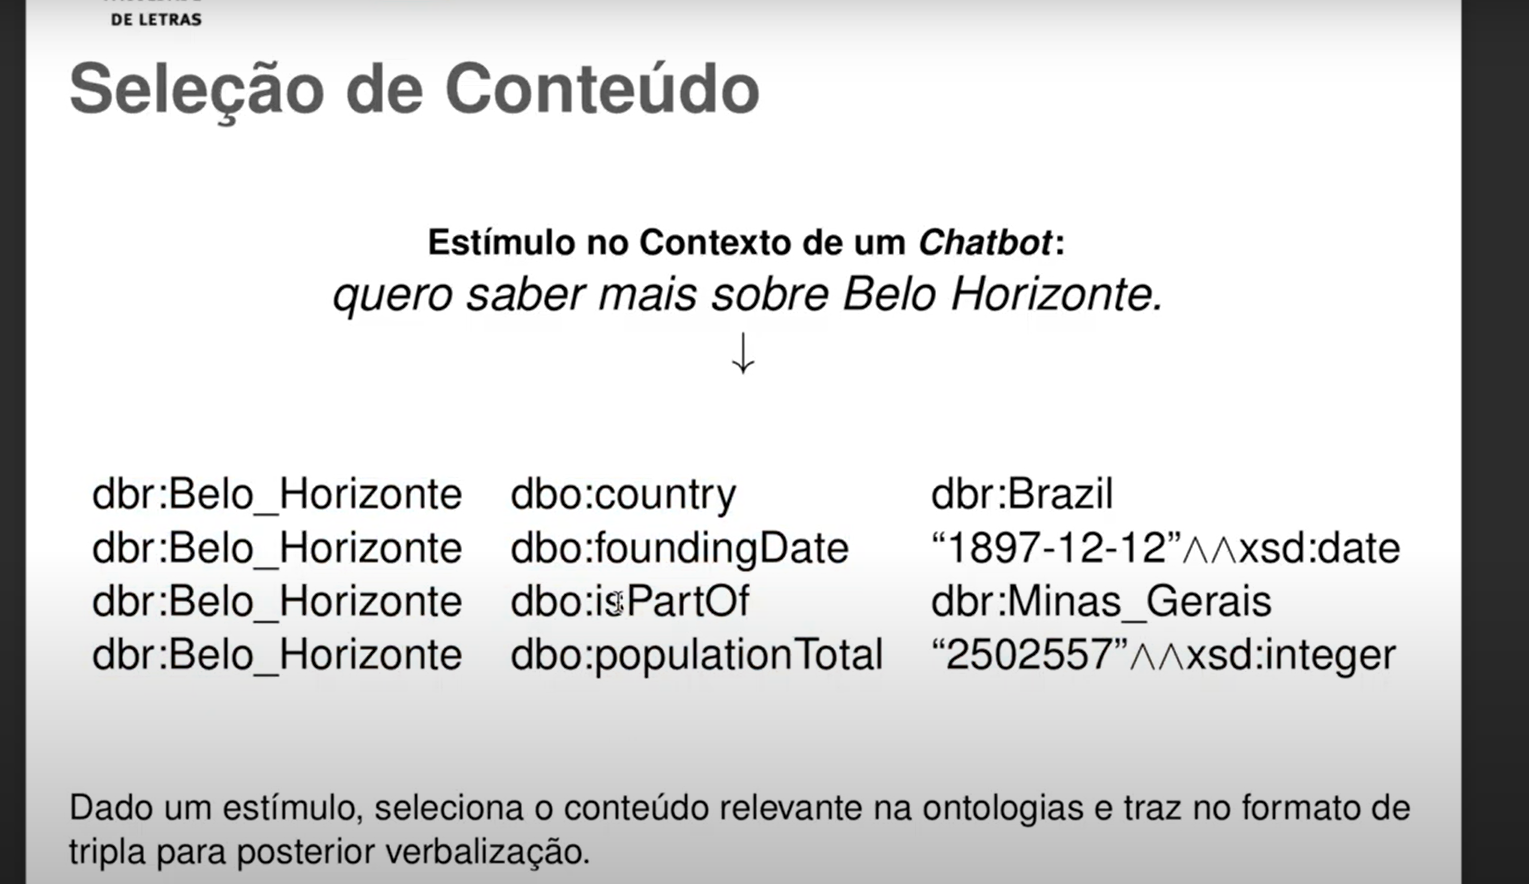 DE LETRAS
Seleção de Conteúdo
Estímulo no Contexto de um Chatbot:
quero saber mais sobre Belo Horizonte.
↓
dbr:Belo_Horizonte dbo:country dbr:Brazil
dbr:Belo_Horizonte dbo:foundingDate “1897-12-12”∧∧xsd:date
dbr:Belo_Horizonte dbo:isPartOf dbr:Minas_Gerais
dbr:Belo_Horizonte dbo:populationTotal “2502557”∧∧xsd:integer
Dado um estímulo, seleciona o conteúdo relevante na ontologias e traz no formato de
tripla para posterior verbalização.